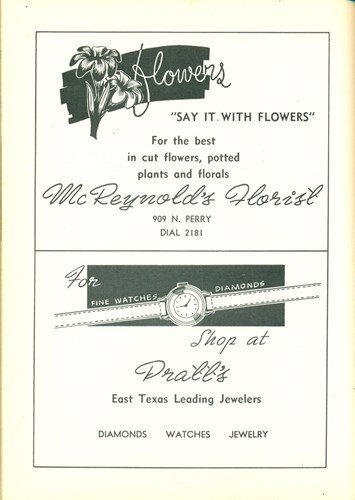 flowers
"SAY IT WITH FLOWERS"
For the best
in cut flowers, potted
plants and florals
McReynold's Florist
909 N. PERRY
DIAL 2181
For
FINE WATCHES DIAMONDS
Shop at
Pratt's
East Texas Leading Jewelers
DIAMONDS WATCHES JEWELRY